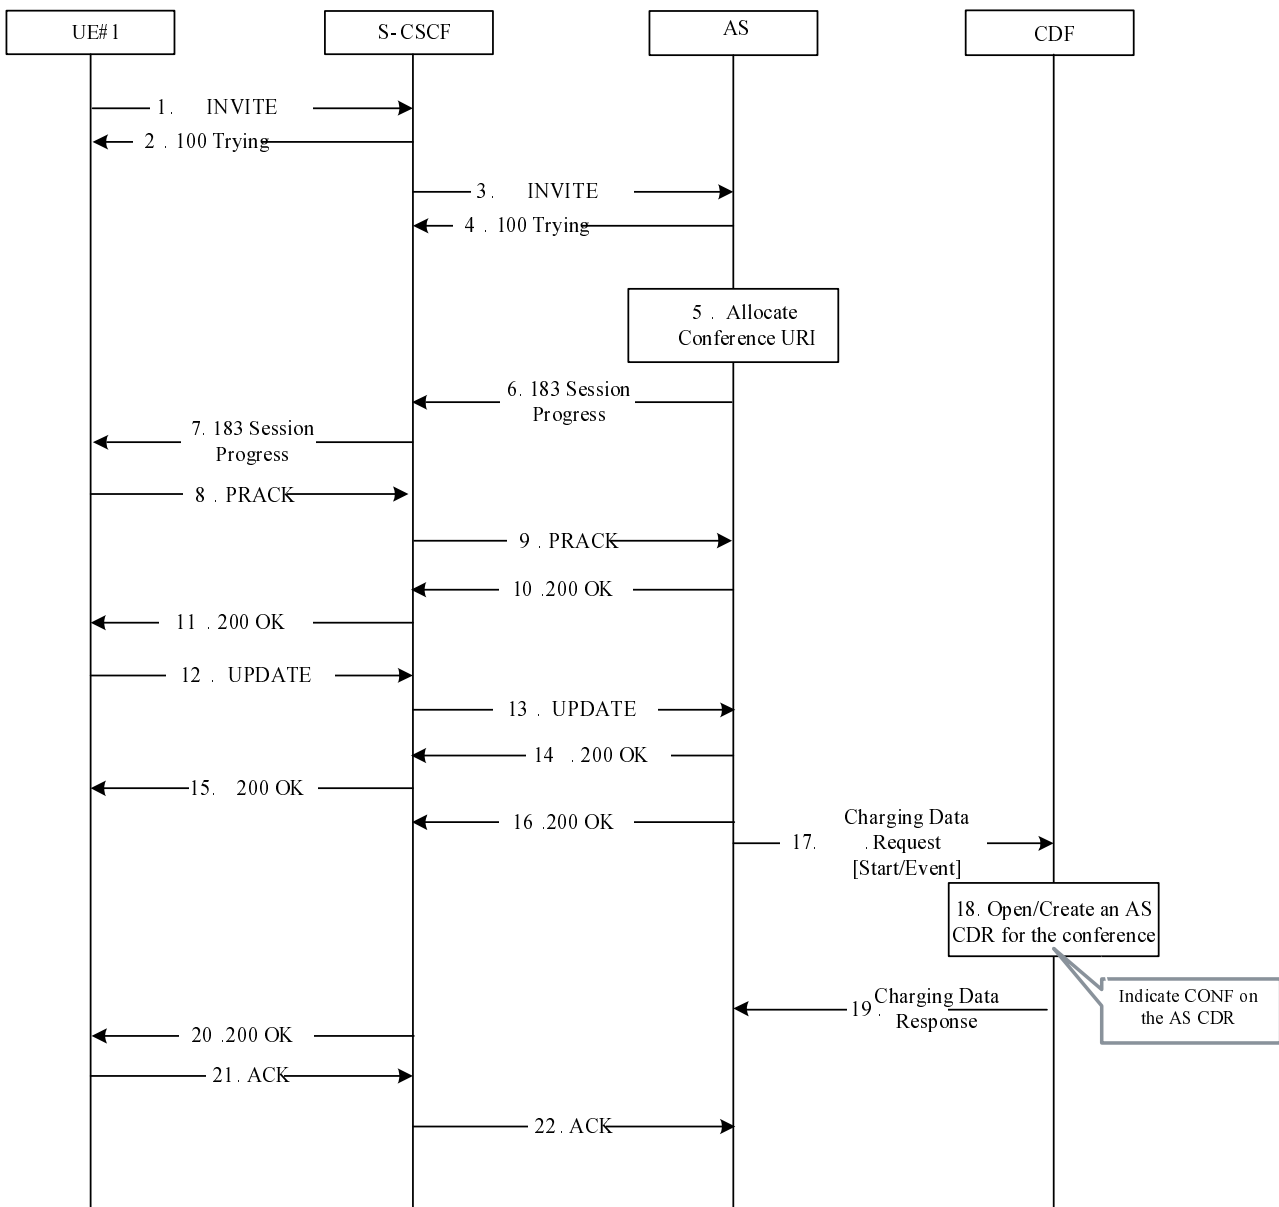 UE#1
S-CSCF
AS
CDF
1. INVITE
2 . 100 Trying
3. INVITE
4 . 100 Trying
5 . Allocate
Conference URI
6. 183 Session
Progress
7. 183 Session
Progress
8 . PRACK
9 . PRACK
10 .200 OK
11 . 200 OK
12 . UPDATE
13 . UPDATE
14 . 200 OK
15. 200 OK
16 .200 OK
Charging Data
17. . Request
[Start/Event]
18. Open/Create an AS
CDR for the conference
Indicate CONF on
the AS CDR
Charging Data
19 .
Response
20 .200 OK
21 . ACK
22 . ACK